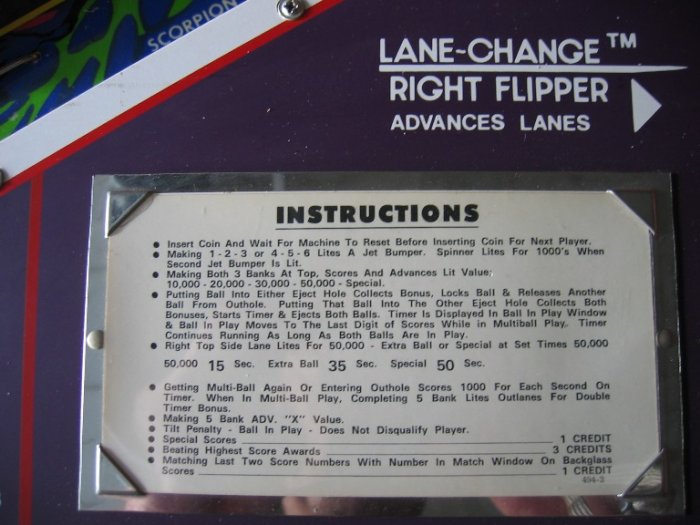 SCORPION
LANE-CHANGE™
RIGHT FLIPPER
ADVANCES LANES
INSTRUCTIONS
● Insert Coin And Wait For Machine To Reset Before Inserting Coin For Next Player.
● Making 1-2-3 or 4-5-6 Lites A Jet Bumper. Spinner Lites For 1000's When
Second Jet Bumper Is Lit.
● Making Both 3 Banks At Top, Scores And Advances Lit Value;
10,000 - 20,000 - 30,000 - 50,000 - Special.
● Putting Ball Into Either Eject Hole Collects Bonus, Locks Ball & Releases Another
Ball From Outhole. Putting That Ball Into The Other Eject Hole Collects Both
Bonuses, Starts Timer & Ejects Both Balls. Timer Is Displayed In Ball In Play Window
& Ball In Play Moves To The Last Digit of Scores While in Multiball Play. Timer
Continues Running As Long As Both Balls Are In Play.
● Right Top Side Lane Lites For 50,000 - Extra Ball or Special at Set Times 50,000
50,000 15 Sec. Extra Ball 35 Sec. Special 50 Sec.
● Getting Multi-Ball Again Or Entering Outhole Scores 1000 For Each Second On
Timer. When In Multi-Ball Play, Completing 5 Bank Lites Outlanes For Double
Timer Bonus.
● Making 5 Bank ADV. "X" Value.
● Tilt Penalty - Ball In Play - Does Not Disqualify Player.
● Special Scores 1 CREDIT
● Beating Highest Score Awards 3 CREDITS
● Matching Last Two Score Numbers With Number In Match Window On Backglass
Scores 1 CREDIT
494-3